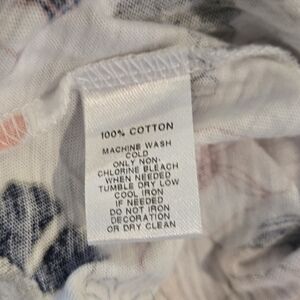 100% COTTON
MACHINE WASH
COLD
ONLY NON-
CHLORINE BLEACH
WHEN NEEDED
TUMBLE DRY LOW
COOL IRON
IF NEEDED
DO NOT IRON
DECORATION
OR DRY CLEAN